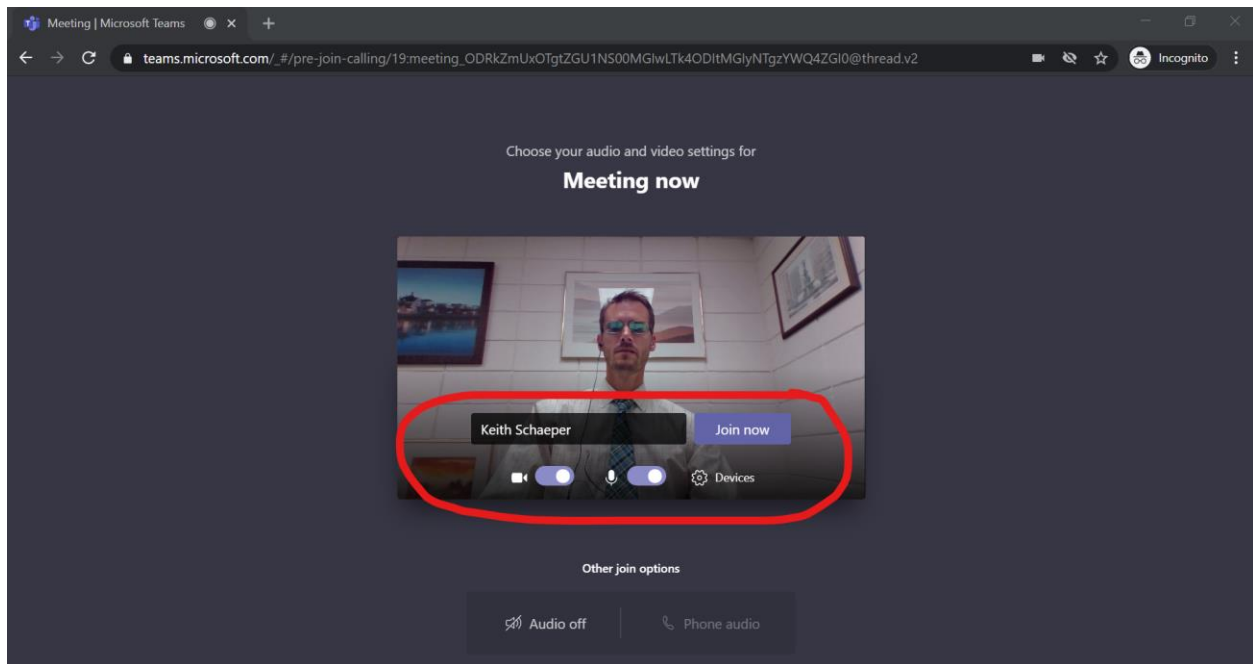 Meeting | Microsoft Teams
teams.microsoft.com/_#/pre-join-calling/19:meeting_ODRkZmUxOTgtZGU1NS00MGIwLTk4ODItMGIyNTgzYWQ4ZGI0@thread.v2
Incognito
Choose your audio and video settings for
Meeting now
Keith Schaeper
Join now
Devices
Other join options
Audio off
Phone audio